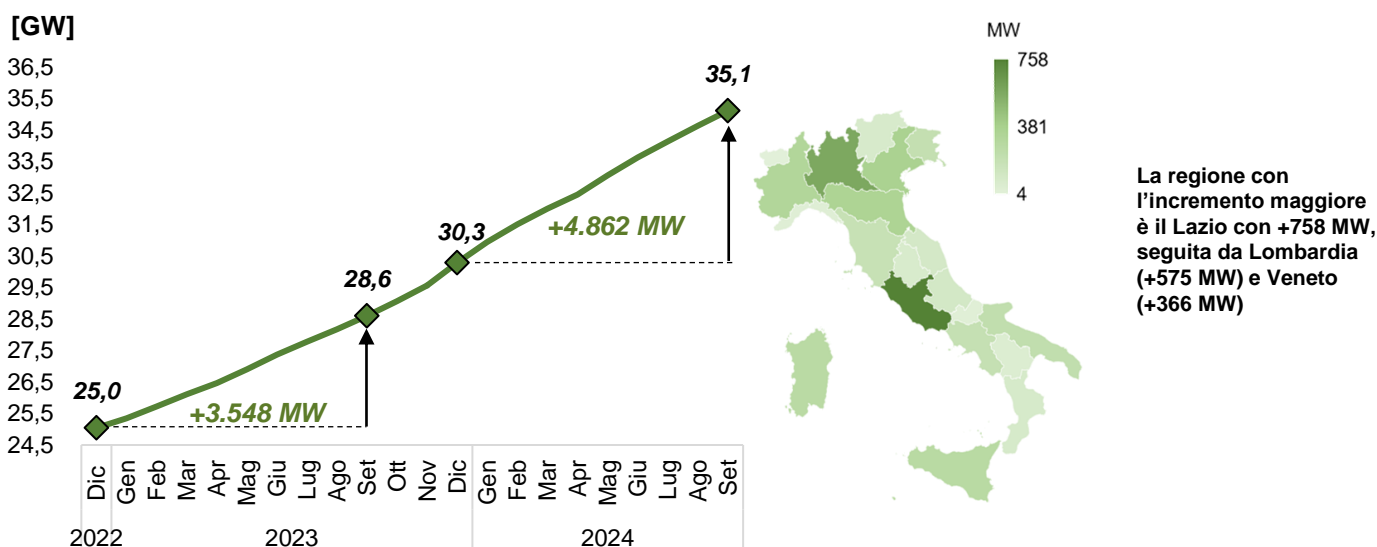 [GW]
36,5
35,5
34,5
33,5
32,5
31,5
30,5
29,5
28,5
27,5
26,5
25,5
24,5
25,0
28,6
30,3
35,1
+3.548 MW
+4.862 MW
Dic
Gen
Feb
Mar
Apr
Mag
Giu
Lug
Ago
Set
Ott
Nov
Dic
Gen
Feb
Mar
Apr
Mag
Giu
Lug
Ago
Set
2022
2023
2024
MW
758
381
4
La regione con
l’incremento maggiore
è il Lazio con +758 MW,
seguita da Lombardia
(+575 MW) e Veneto
(+366 MW)